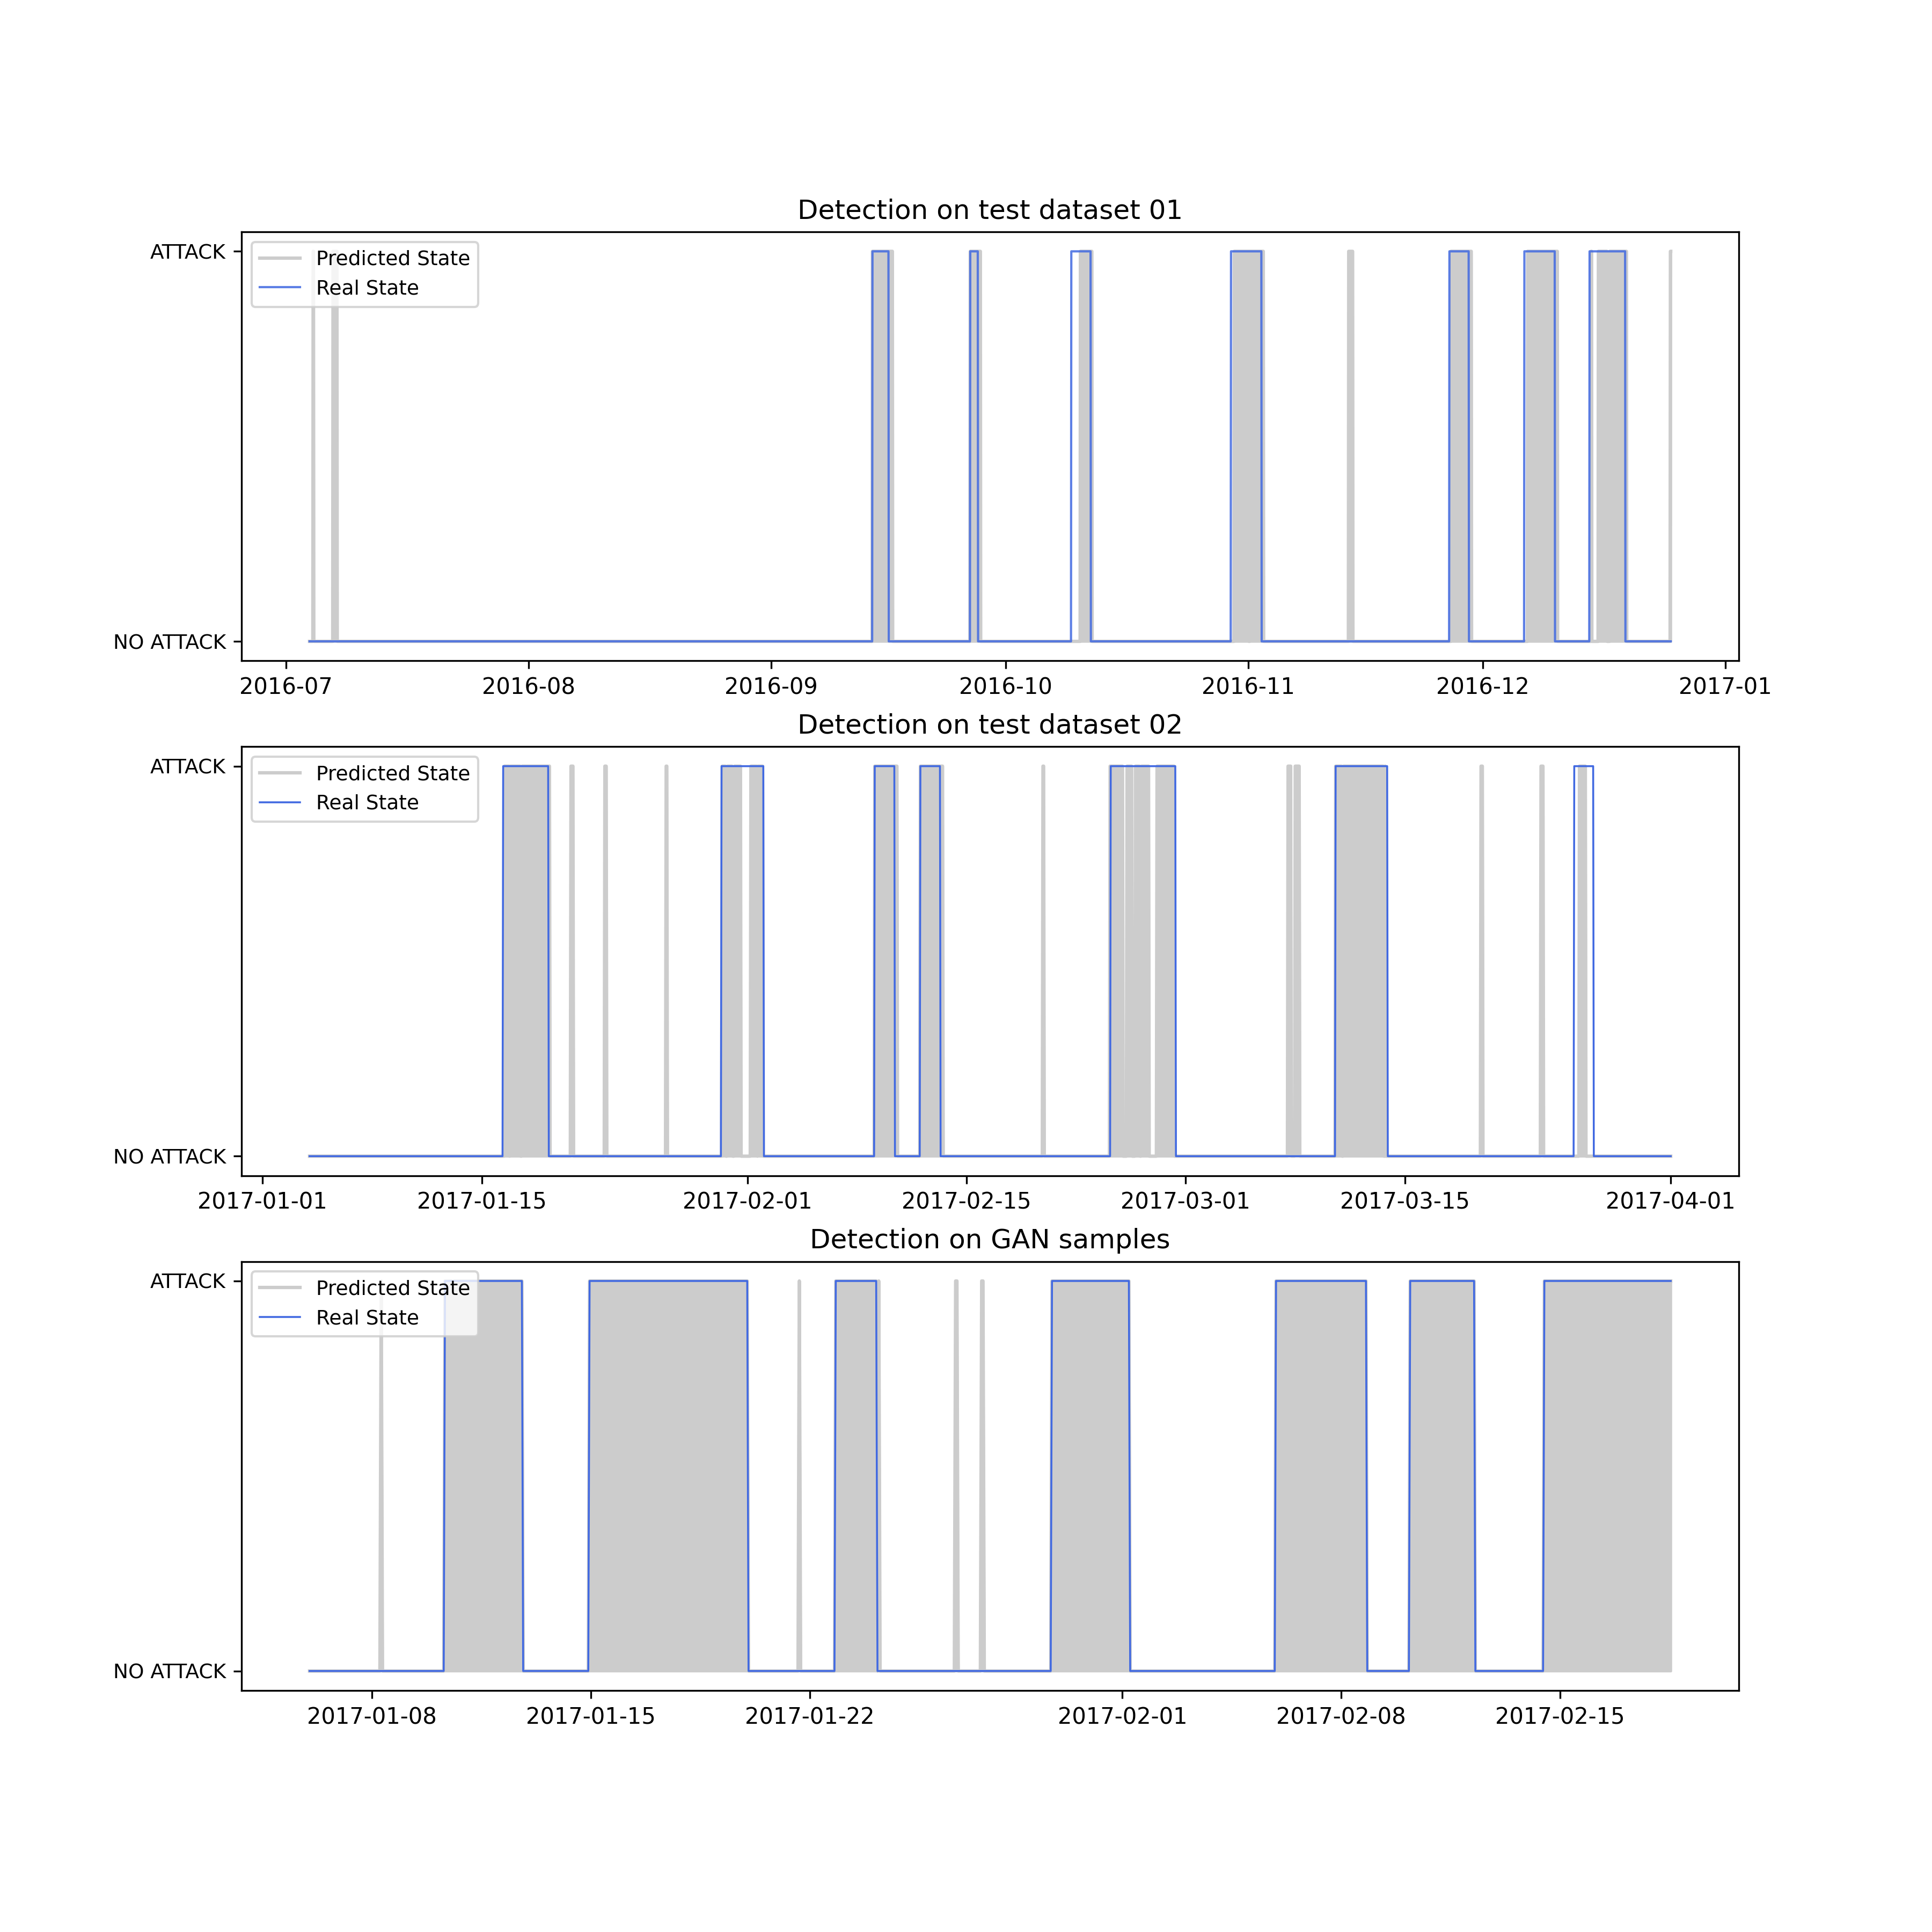 Detection on test dataset 01
ATTACK
Predicted State
Real State
NO ATTACK
2016-07 2016-08 2016-09 2016-10 2016-11 2016-12 2017-01
Detection on test dataset 02
ATTACK
Predicted State
Real State
NO ATTACK
2017-01-01 2017-01-15 2017-02-01 2017-02-15 2017-03-01 2017-03-15 2017-04-01
Detection on GAN samples
ATTACK
Predicted State
Real State
NO ATTACK
2017-01-08 2017-01-15 2017-01-22 2017-02-01 2017-02-08 2017-02-15